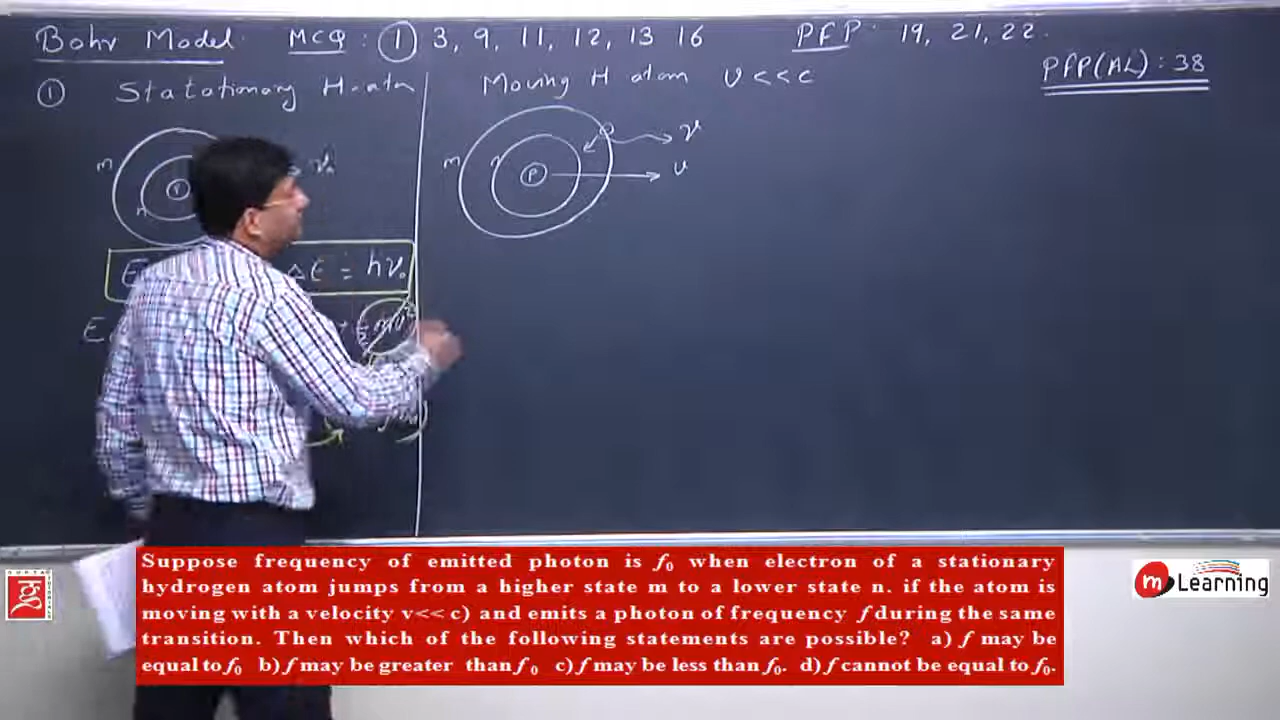 Bohr Model. MCQ : ① 3, 9, 11, 12, 13 16 PFP : 19, 21, 22.
PFP(AL) : 38
① Statotionary H-atm
Moving H atom v << c
m n
m n P ν
v
ΔE = hν₀
Suppose frequency of emitted photon is f₀ when electron of a stationary
hydrogen atom jumps from a higher state m to a lower state n. if the atom is
moving with a velocity v<< c) and emits a photon of frequency f during the same
transition. Then which of the following statements are possible? a) f may be
equal to f₀ b) f may be greater than f₀ c) f may be less than f₀. d) f cannot be equal to f₀.
m Learning